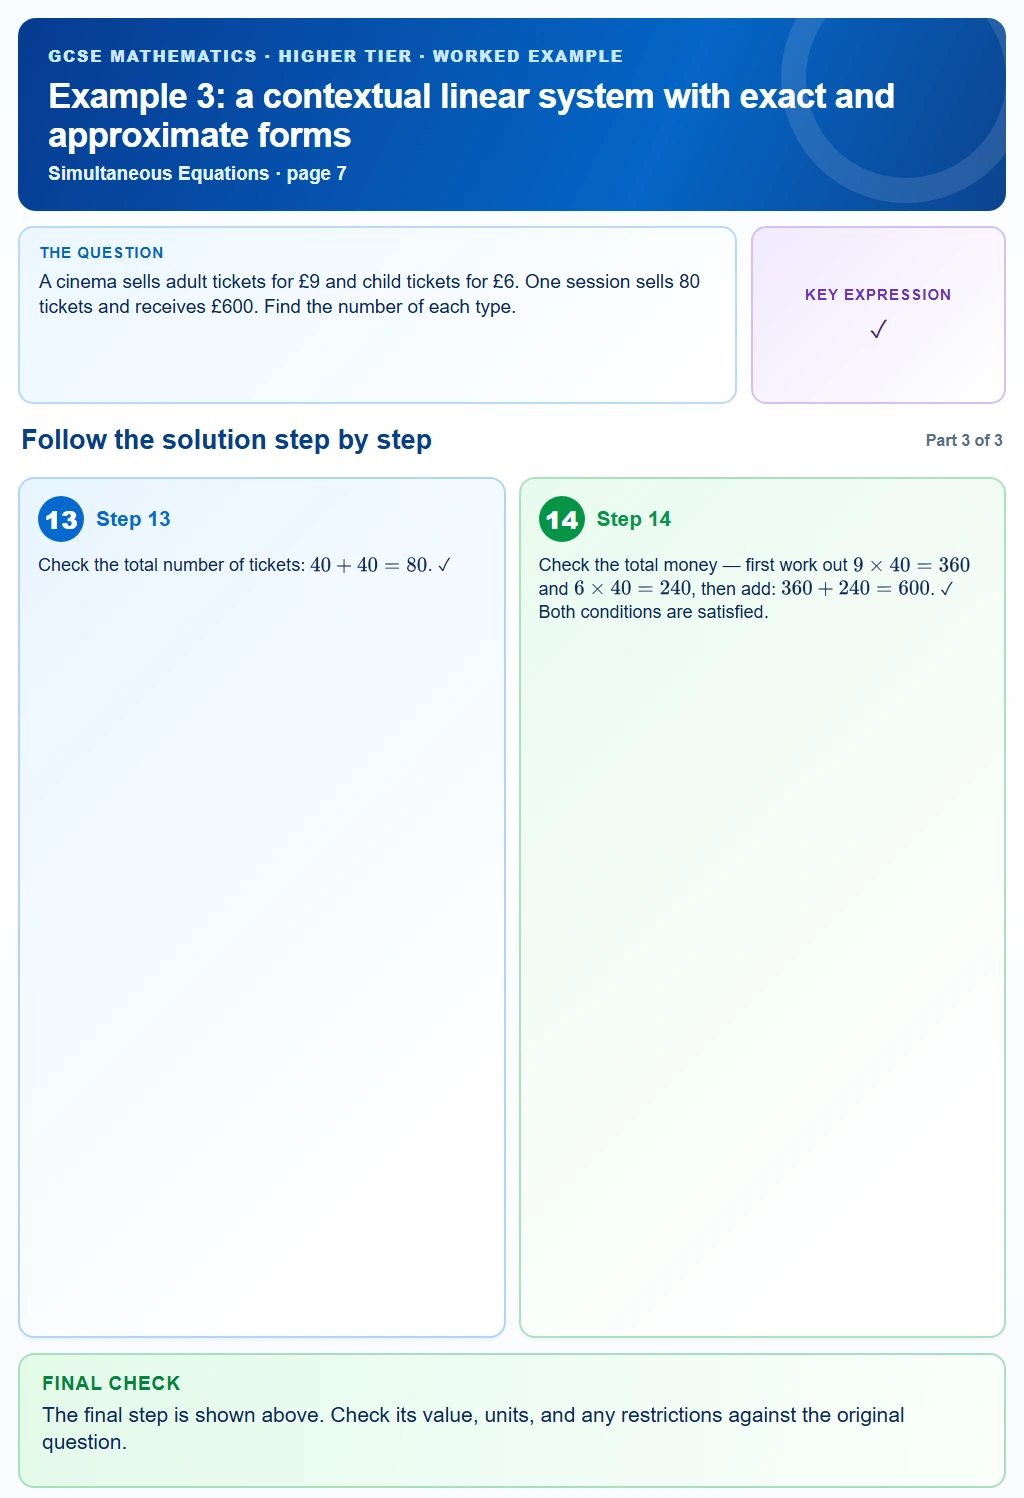 GCSE MATHEMATICS · HIGHER TIER · WORKED EXAMPLE
Example 3: a contextual linear system with exact and
approximate forms
Simultaneous Equations · page 7
THE QUESTION
A cinema sells adult tickets for £9 and child tickets for £6. One session sells 80
tickets and receives £600. Find the number of each type.
KEY EXPRESSION
✓
Follow the solution step by step
Part 3 of 3
13 Step 13
Check the total number of tickets: 40 + 40 = 80. ✓
14 Step 14
Check the total money — first work out 9 × 40 = 360
and 6 × 40 = 240, then add: 360 + 240 = 600. ✓
Both conditions are satisfied.
FINAL CHECK
The final step is shown above. Check its value, units, and any restrictions against the original
question.